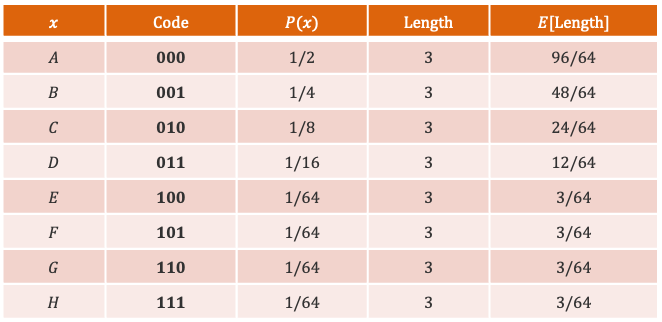 x Code P(x) Length E[Length]
A 000 1/2 3 96/64
B 001 1/4 3 48/64
C 010 1/8 3 24/64
D 011 1/16 3 12/64
E 100 1/64 3 3/64
F 101 1/64 3 3/64
G 110 1/64 3 3/64
H 111 1/64 3 3/64